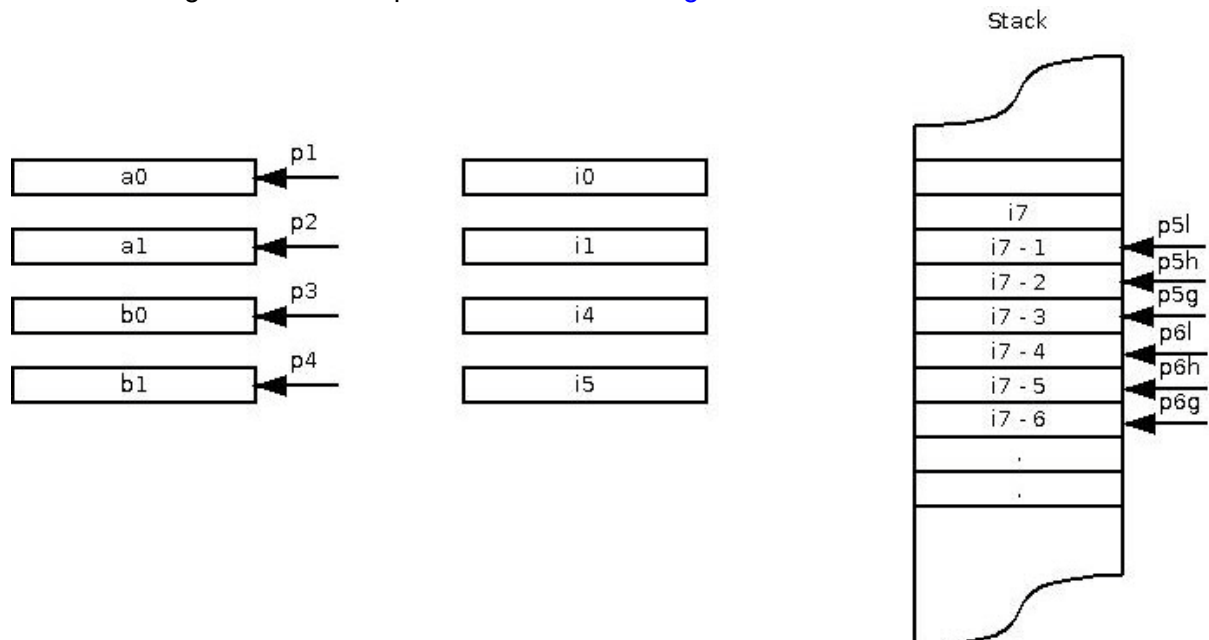 Stack
a0
p1
a1
p2
b0
p3
b1
p4
i0
i1
i4
i5
i7
i7 - 1
p5l
i7 - 2
p5h
i7 - 3
p5g
i7 - 4
p6l
i7 - 5
p6h
i7 - 6
p6g
.
.